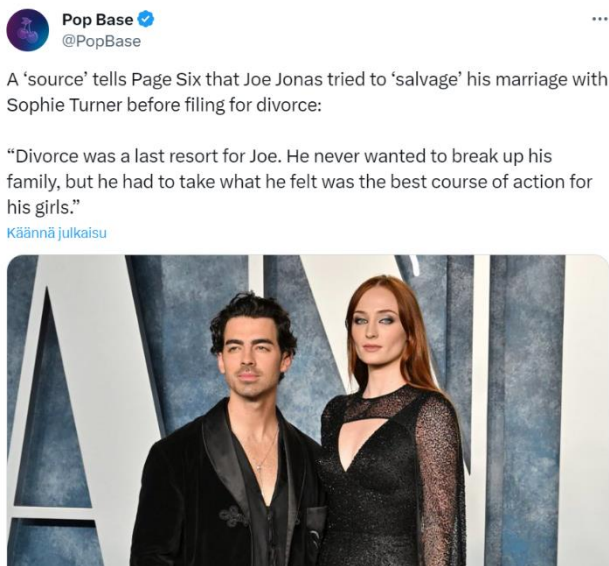 Pop Base
@PopBase
A ‘source’ tells Page Six that Joe Jonas tried to ‘salvage’ his marriage with
Sophie Turner before filing for divorce:
“Divorce was a last resort for Joe. He never wanted to break up his
family, but he had to take what he felt was the best course of action for
his girls.”
Käännä julkaisu